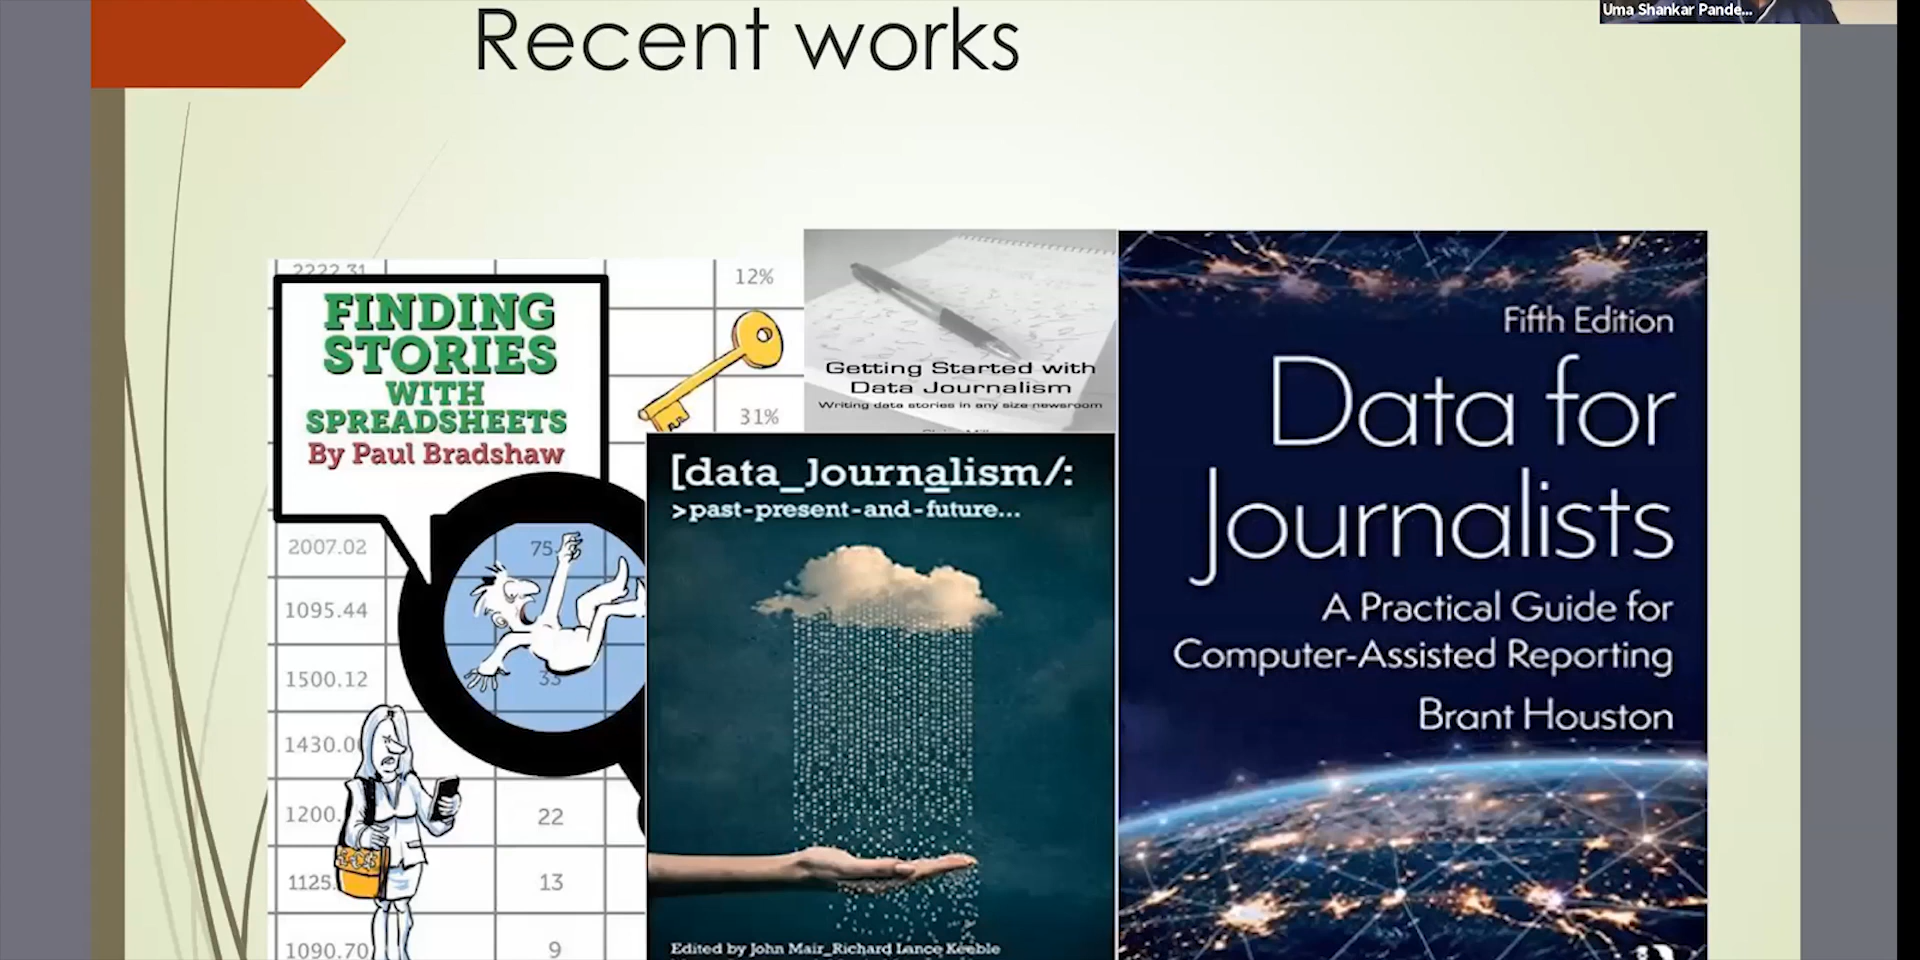 Recent works
Uma Shankar Pande...
2222.31
12%
FINDING
STORIES
WITH
SPREADSHEETS
By Paul Bradshaw
31%
2007.02
75
1095.44
1500.12
33
1430.0
1200.
22
1125.
13
1090.70
9
Getting Started with
Data Journalism
Writing data stories in any size newsroom
[data_Journalism/:
>past-present-and-future...
Edited by John Mair_Richard Lance Keeble
Fifth Edition
Data for
Journalists
A Practical Guide for
Computer-Assisted Reporting
Brant Houston